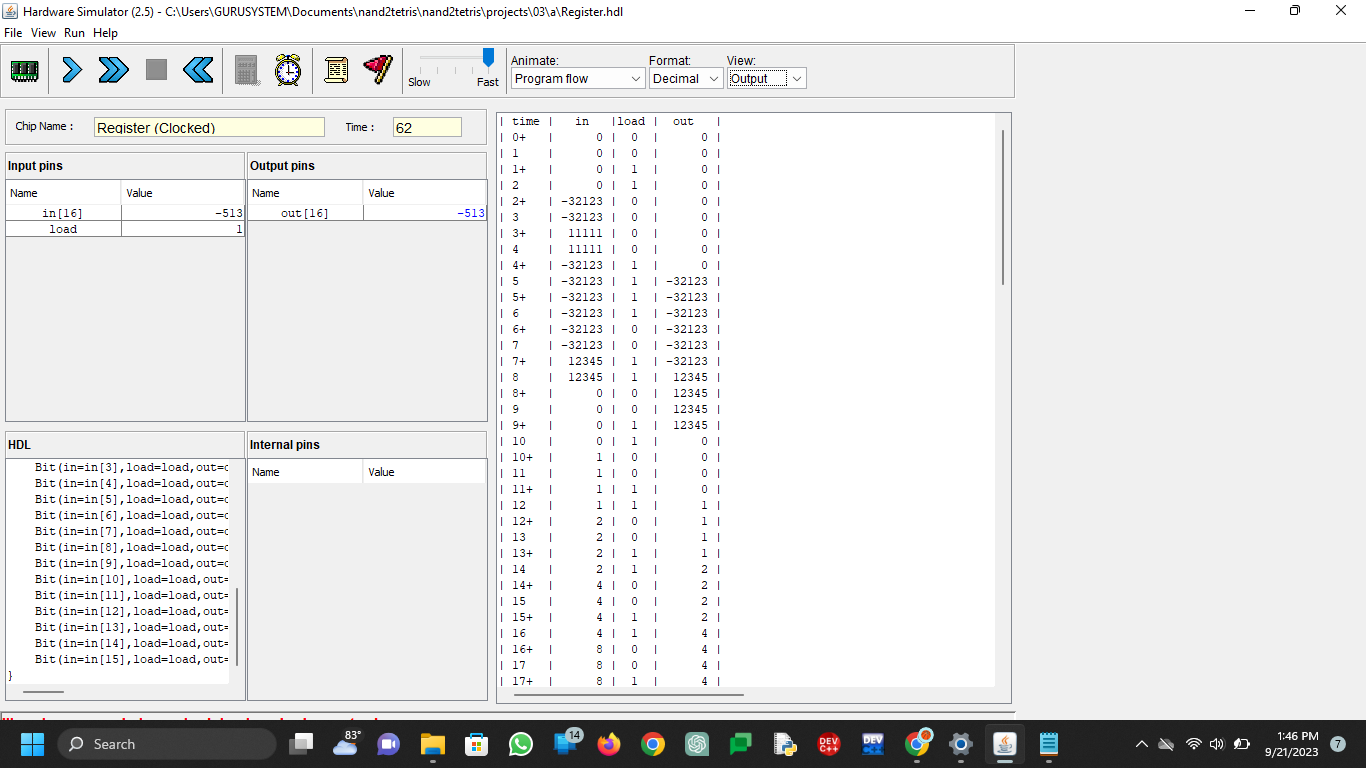 Hardware Simulator (2.5) - C:\Users\GURUSYSTEM\Documents\nand2tetris\nand2tetris\projects\03\a\Register.hdl
File View Run Help
Slow Fast
Animate: Format: View:
Program flow Decimal Output
Chip Name : Register (Clocked) Time : 62
Input pins
Name Value
in[16] -513
load 1
Output pins
Name Value
out[16] -513
HDL
Bit(in=in[3],load=load,out=
Bit(in=in[4],load=load,out=
Bit(in=in[5],load=load,out=
Bit(in=in[6],load=load,out=
Bit(in=in[7],load=load,out=
Bit(in=in[8],load=load,out=
Bit(in=in[9],load=load,out=
Bit(in=in[10],load=load,out=
Bit(in=in[11],load=load,out=
Bit(in=in[12],load=load,out=
Bit(in=in[13],load=load,out=
Bit(in=in[14],load=load,out=
Bit(in=in[15],load=load,out=
}
Internal pins
Name Value
| time | in |load | out |
| 0+ | 0 | 0 | 0 |
| 1 | 0 | 0 | 0 |
| 1+ | 0 | 1 | 0 |
| 2 | 0 | 1 | 0 |
| 2+ | -32123 | 0 | 0 |
| 3 | -32123 | 0 | 0 |
| 3+ | 11111 | 0 | 0 |
| 4 | 11111 | 0 | 0 |
| 4+ | -32123 | 1 | 0 |
| 5 | -32123 | 1 | -32123 |
| 5+ | -32123 | 1 | -32123 |
| 6 | -32123 | 1 | -32123 |
| 6+ | -32123 | 0 | -32123 |
| 7 | -32123 | 0 | -32123 |
| 7+ | 12345 | 1 | -32123 |
| 8 | 12345 | 1 | 12345 |
| 8+ | 0 | 0 | 12345 |
| 9 | 0 | 0 | 12345 |
| 9+ | 0 | 1 | 12345 |
| 10 | 0 | 1 | 0 |
| 10+ | 1 | 0 | 0 |
| 11 | 1 | 0 | 0 |
| 11+ | 1 | 1 | 0 |
| 12 | 1 | 1 | 1 |
| 12+ | 2 | 0 | 1 |
| 13 | 2 | 0 | 1 |
| 13+ | 2 | 1 | 1 |
| 14 | 2 | 1 | 2 |
| 14+ | 4 | 0 | 2 |
| 15 | 4 | 0 | 2 |
| 15+ | 4 | 1 | 2 |
| 16 | 4 | 1 | 4 |
| 16+ | 8 | 0 | 4 |
| 17 | 8 | 0 | 4 |
| 17+ | 8 | 1 | 4 |
Search
83°
14
DEV C++
DEV
1:46 PM
9/21/2023
7